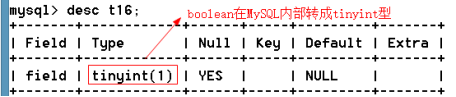 mysql> desc t16;
boolean在MySQL内部转成tinyint型
+-------+------------+------+-----+---------+-------+
| Field | Type | Null | Key | Default | Extra |
+-------+------------+------+-----+---------+-------+
| field | tinyint(1) | YES | | NULL | |
+-------+------------+------+-----+---------+-------+